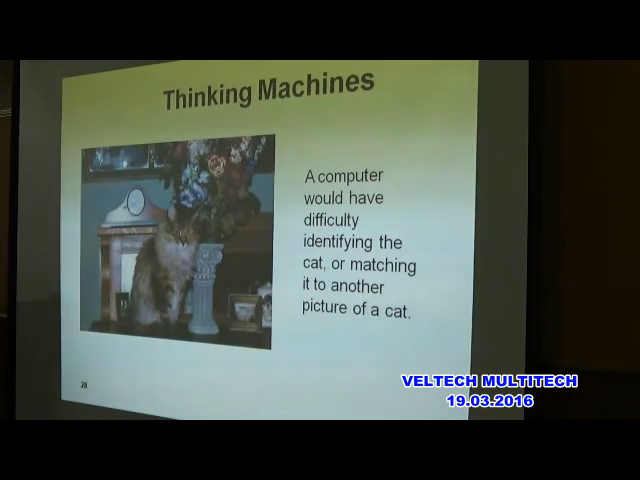 Thinking Machines
A computer
would have
difficulty
identifying the
cat, or matching
it to another
picture of a cat.
28
VELTECH MULTITECH
19.03.2016